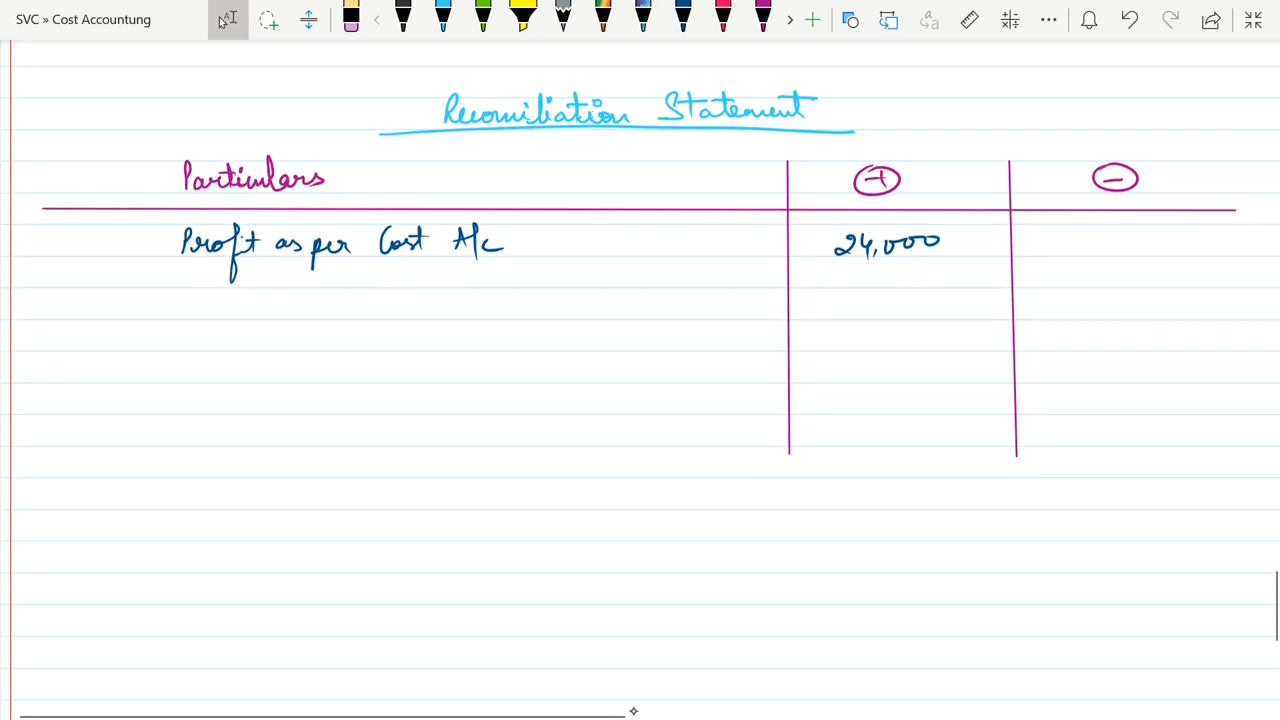 SVC » Cost Accountung
Reconciliation Statement
Particulars + -
Profit as per Cost A/c 24,000